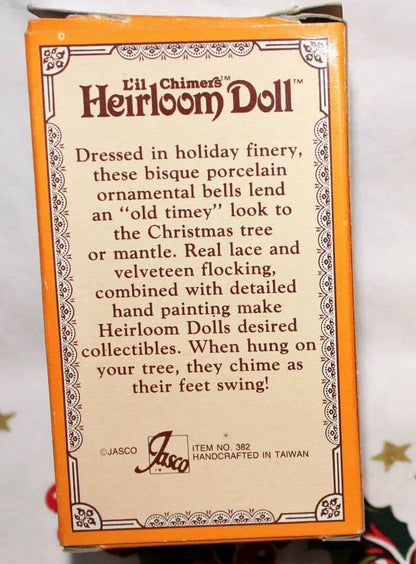 L'il Chimers™
Heirloom Doll™
Dressed in holiday finery,
these bisque porcelain
ornamental bells lend
an "old timey" look to
the Christmas tree
or mantle. Real lace and
velveteen flocking,
combined with detailed
hand painting make
Heirloom Dolls desired
collectibles. When hung on
your tree, they chime as
their feet swing!
©JASCO Jasco ITEM NO. 382
HANDCRAFTED IN TAIWAN